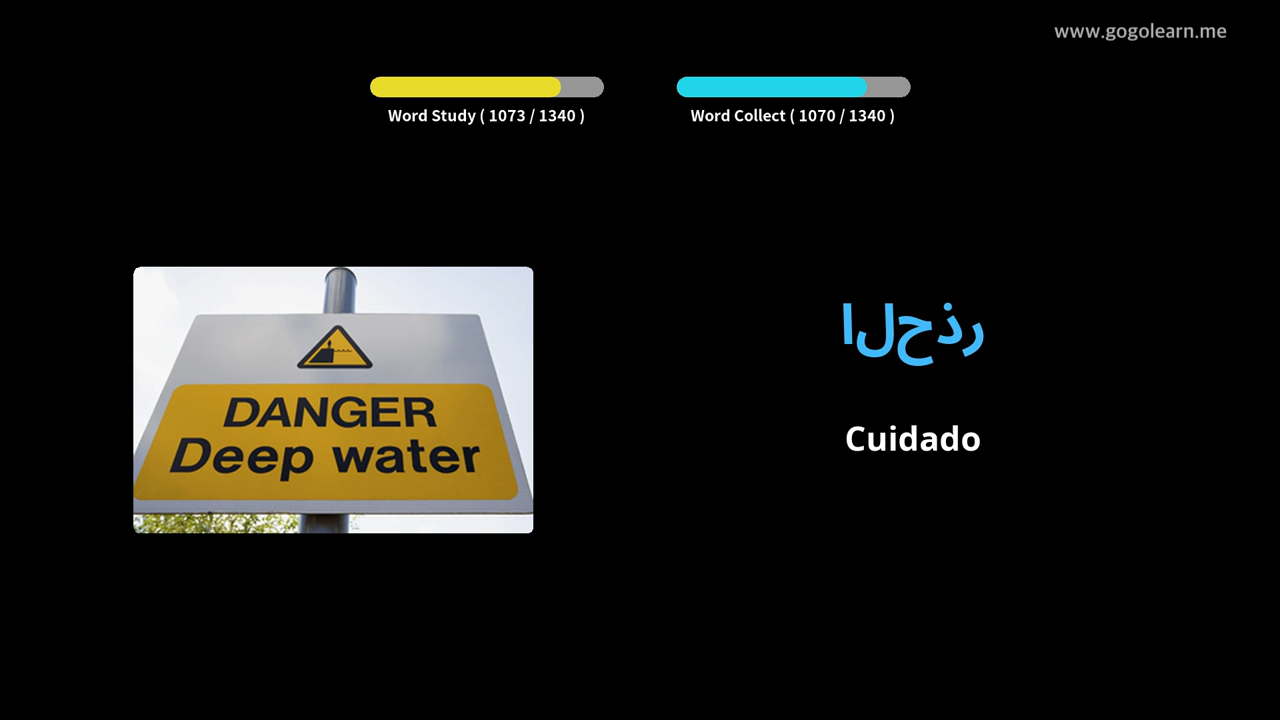 www.gogolearn.me
Word Study ( 1073 / 1340 )
Word Collect ( 1070 / 1340 )
DANGER
Deep water
الحذر
Cuidado